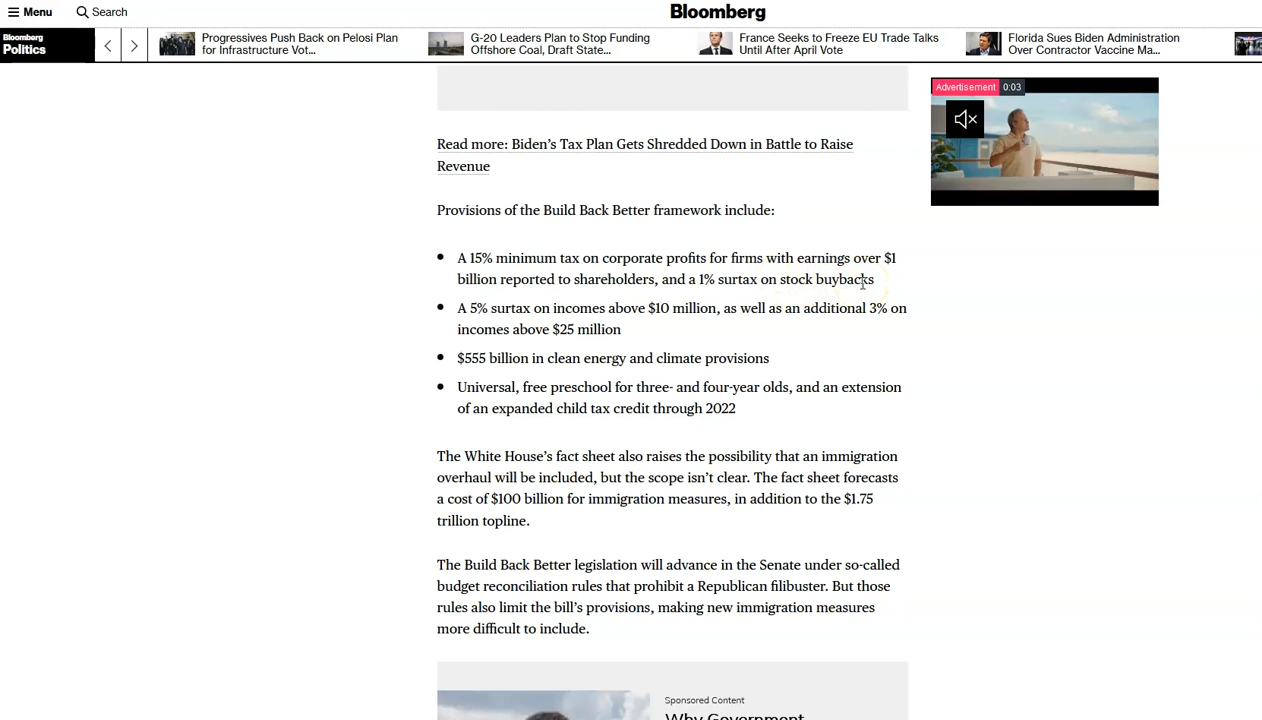 Menu
Search
Bloomberg
Bloomberg
Politics
Progressives Push Back on Pelosi Plan
for Infrastructure Vot...
G-20 Leaders Plan to Stop Funding
Offshore Coal, Draft State...
France Seeks to Freeze EU Trade Talks
Until After April Vote
Florida Sues Biden Administration
Over Contractor Vaccine Ma...
Advertisement 0:03
Read more: Biden’s Tax Plan Gets Shredded Down in Battle to Raise
Revenue
Provisions of the Build Back Better framework include:
A 15% minimum tax on corporate profits for firms with earnings over $1
billion reported to shareholders, and a 1% surtax on stock buybacks
A 5% surtax on incomes above $10 million, as well as an additional 3% on
incomes above $25 million
$555 billion in clean energy and climate provisions
Universal, free preschool for three- and four-year olds, and an extension
of an expanded child tax credit through 2022
The White House’s fact sheet also raises the possibility that an immigration
overhaul will be included, but the scope isn’t clear. The fact sheet forecasts
a cost of $100 billion for immigration measures, in addition to the $1.75
trillion topline.
The Build Back Better legislation will advance in the Senate under so-called
budget reconciliation rules that prohibit a Republican filibuster. But those
rules also limit the bill’s provisions, making new immigration measures
more difficult to include.
Sponsored Content
Why Government